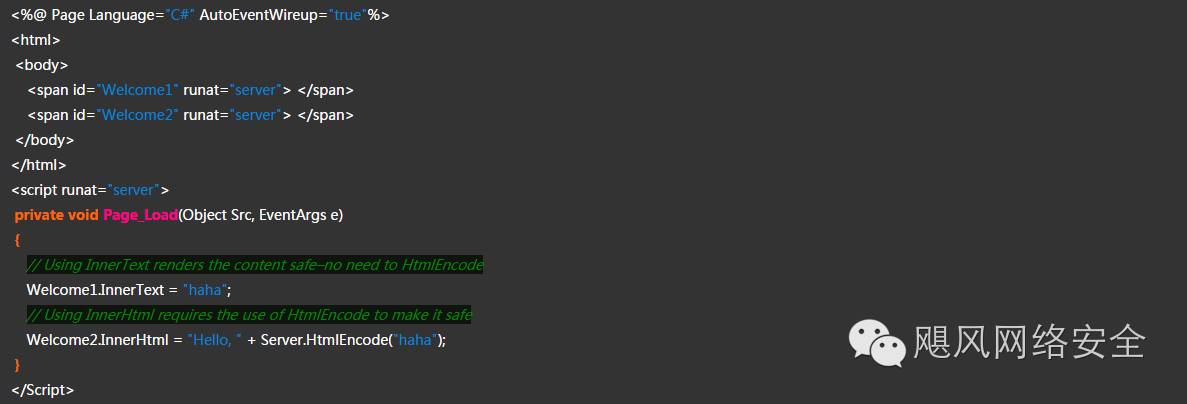 <%@ Page Language="C#" AutoEventWireup="true"%>
<html>
<body>
<span id="Welcome1" runat="server"> </span>
<span id="Welcome2" runat="server"> </span>
</body>
</html>
<script runat="server">
private void Page_Load(Object Src, EventArgs e)
{
// Using InnerText renders the content safe–no need to HtmlEncode
Welcome1.InnerText = "haha";
// Using InnerHtml requires the use of HtmlEncode to make it safe
Welcome2.InnerHtml = "Hello, " + Server.HtmlEncode("haha");
}
</Script>
飓风网络安全